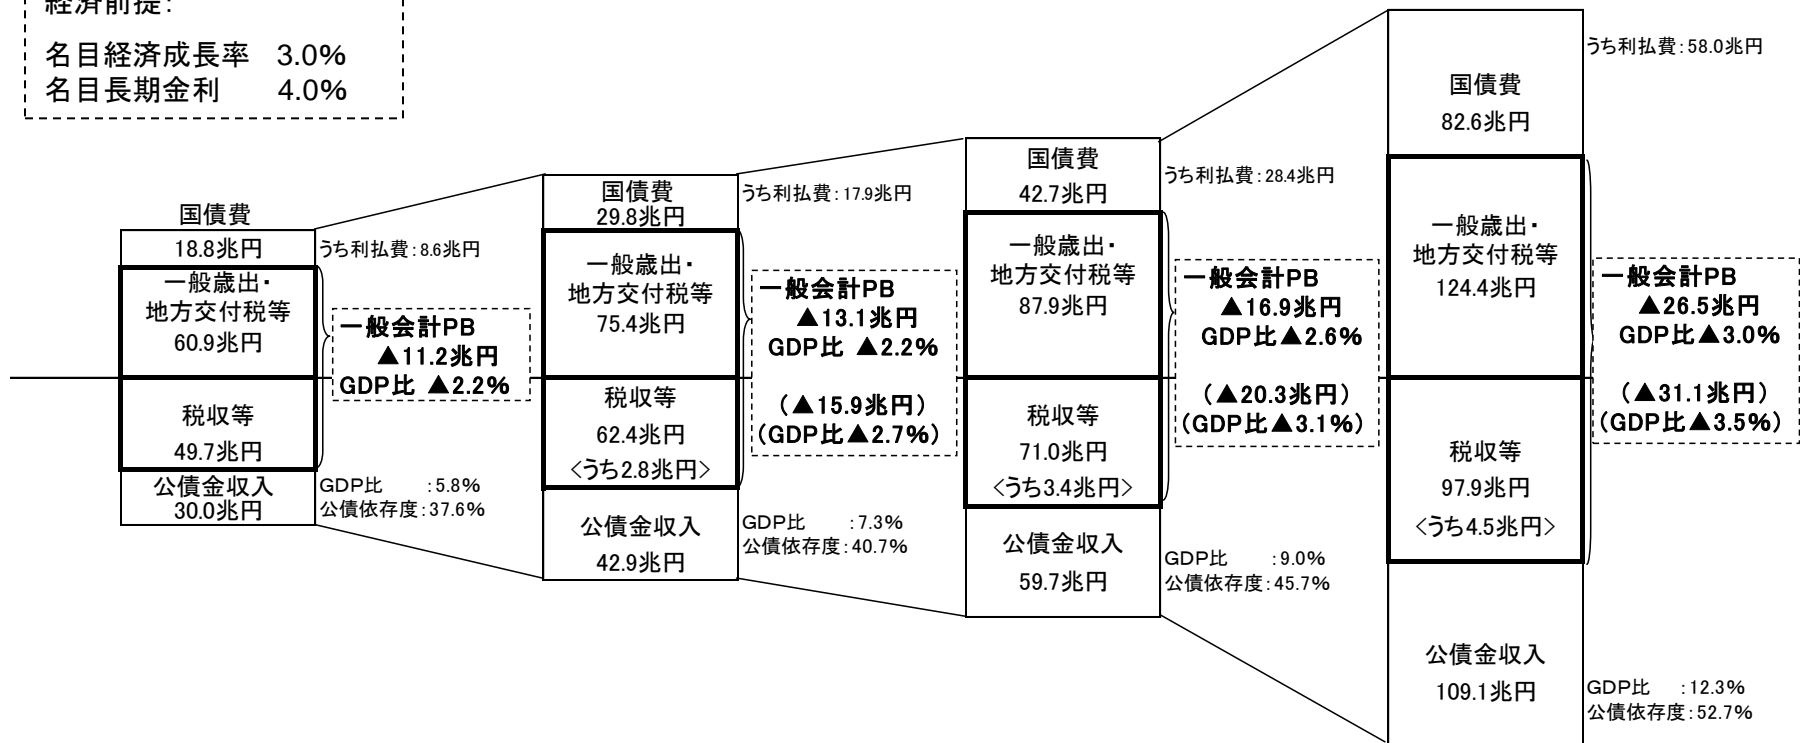 経済前提：
名目経済成長率 3.0%
名目長期金利 4.0%
国債費
18.8兆円
うち利払費：8.6兆円
一般歳出・
地方交付税等
60.9兆円
一般会計PB
▲11.2兆円
GDP比 ▲2.2%
税収等
49.7兆円
公債金収入
30.0兆円
GDP比 ：5.8%
公債依存度：37.6%
国債費
29.8兆円
うち利払費：17.9兆円
一般歳出・
地方交付税等
75.4兆円
一般会計PB
▲13.1兆円
GDP比 ▲2.2%
（▲15.9兆円）
（GDP比▲2.7%）
税収等
62.4兆円
＜うち2.8兆円＞
公債金収入
42.9兆円
GDP比 ：7.3%
公債依存度：40.7%
国債費
42.7兆円
うち利払費：28.4兆円
一般歳出・
地方交付税等
87.9兆円
一般会計PB
▲16.9兆円
GDP比▲2.6%
（▲20.3兆円）
（GDP比▲3.1%）
税収等
71.0兆円
＜うち3.4兆円＞
公債金収入
59.7兆円
GDP比 ：9.0%
公債依存度：45.7%
国債費
82.6兆円
うち利払費：58.0兆円
一般歳出・
地方交付税等
124.4兆円
一般会計PB
▲26.5兆円
GDP比▲3.0%
（▲31.1兆円）
（GDP比▲3.5%）
税収等
97.9兆円
＜うち4.5兆円＞
公債金収入
109.1兆円
GDP比 ：12.3%
公債依存度：52.7%